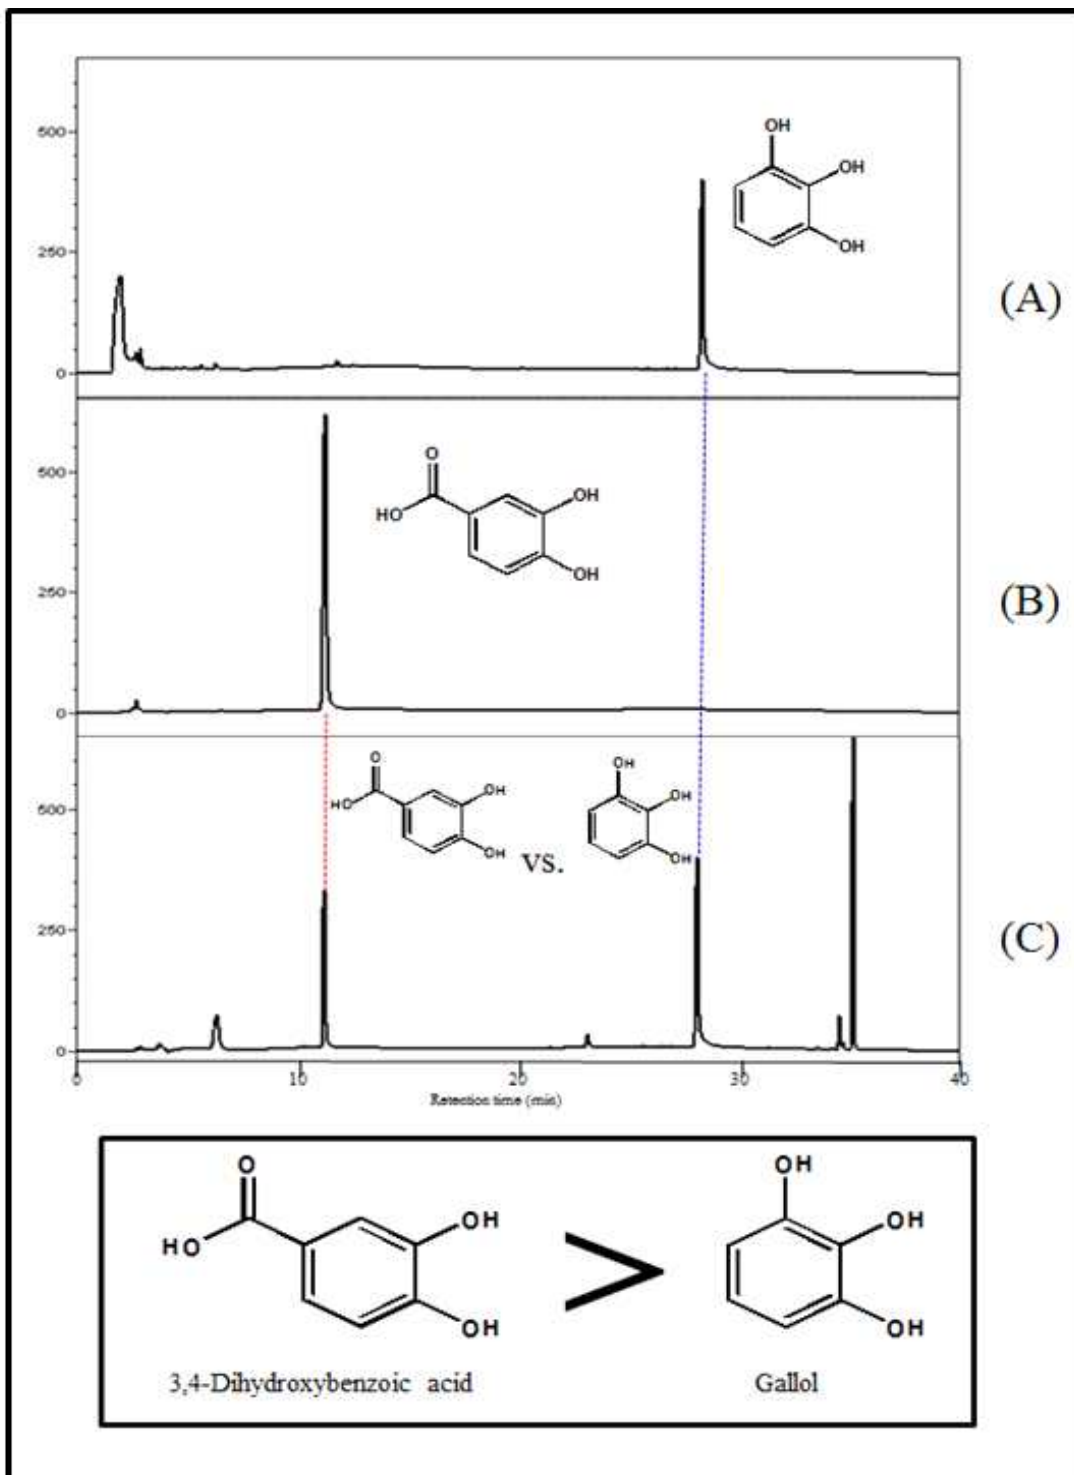 500
250
0
OH
OH
OH
(A)
500
250
0
O
HO
OH
OH
(B)
500
250
0
O
HO
OH
OH
vs.
OH
OH
OH
(C)
0 10 20 30 40
Retention time (min)
O
HO
OH
OH
>
OH
OH
OH
3,4-Dihydroxybenzoic acid
Gallol